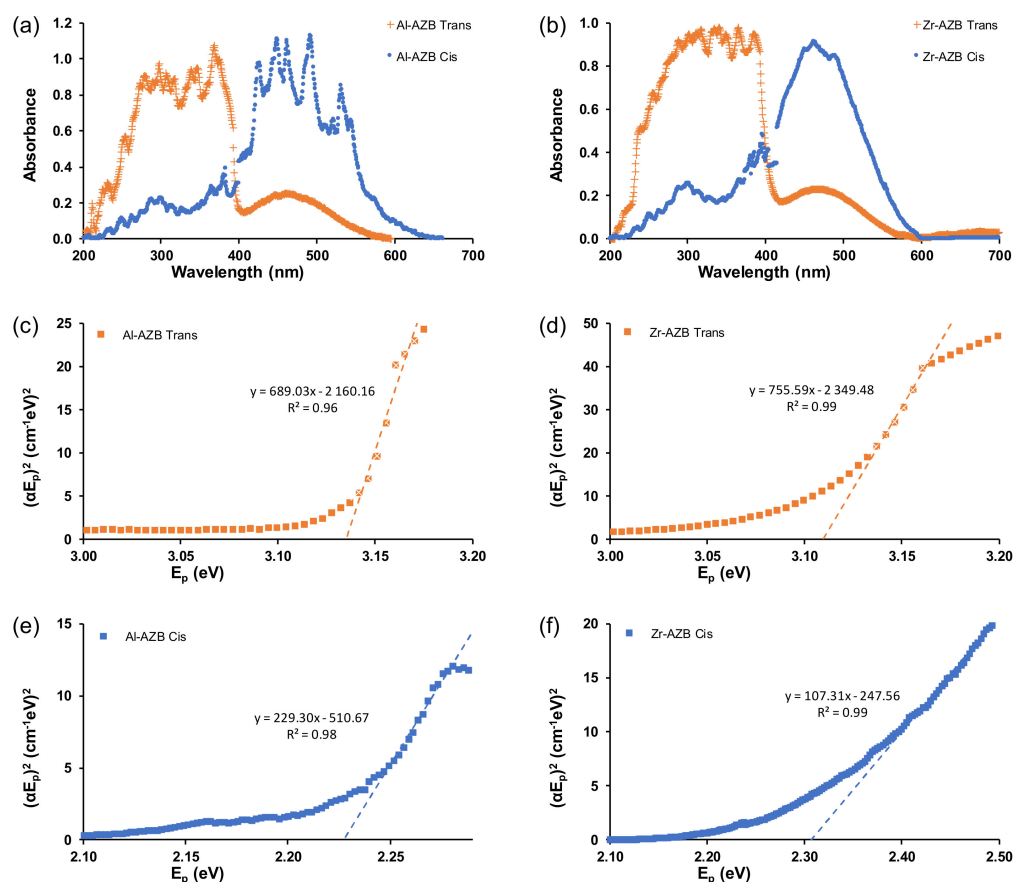 (a)
1.2
1.0
0.8
0.6
0.4
0.2
0.0
Absorbance
200 300 400 500 600 700
Wavelength (nm)
Al-AZB Trans
Al-AZB Cis
(b)
1.0
0.8
0.6
0.4
0.2
0.0
Absorbance
200 300 400 500 600 700
Wavelength (nm)
Zr-AZB Trans
Zr-AZB Cis
(c)
25
20
15
10
5
0
(αEₚ)² (cm⁻¹eV)²
3.00 3.05 3.10 3.15 3.20
Eₚ (eV)
Al-AZB Trans
y = 689.03x - 2 160.16
R² = 0.96
(d)
50
40
30
20
10
0
(αEₚ)² (cm⁻¹eV)²
3.00 3.05 3.10 3.15 3.20
Eₚ (eV)
Zr-AZB Trans
y = 755.59x - 2 349.48
R² = 0.99
(e)
15
10
5
0
(αEₚ)² (cm⁻¹eV)²
2.10 2.15 2.20 2.25
Eₚ (eV)
Al-AZB Cis
y = 229.30x - 510.67
R² = 0.98
(f)
20
15
10
5
0
(αEₚ)² (cm⁻¹eV)²
2.10 2.20 2.30 2.40 2.50
Eₚ (eV)
Zr-AZB Cis
y = 107.31x - 247.56
R² = 0.99